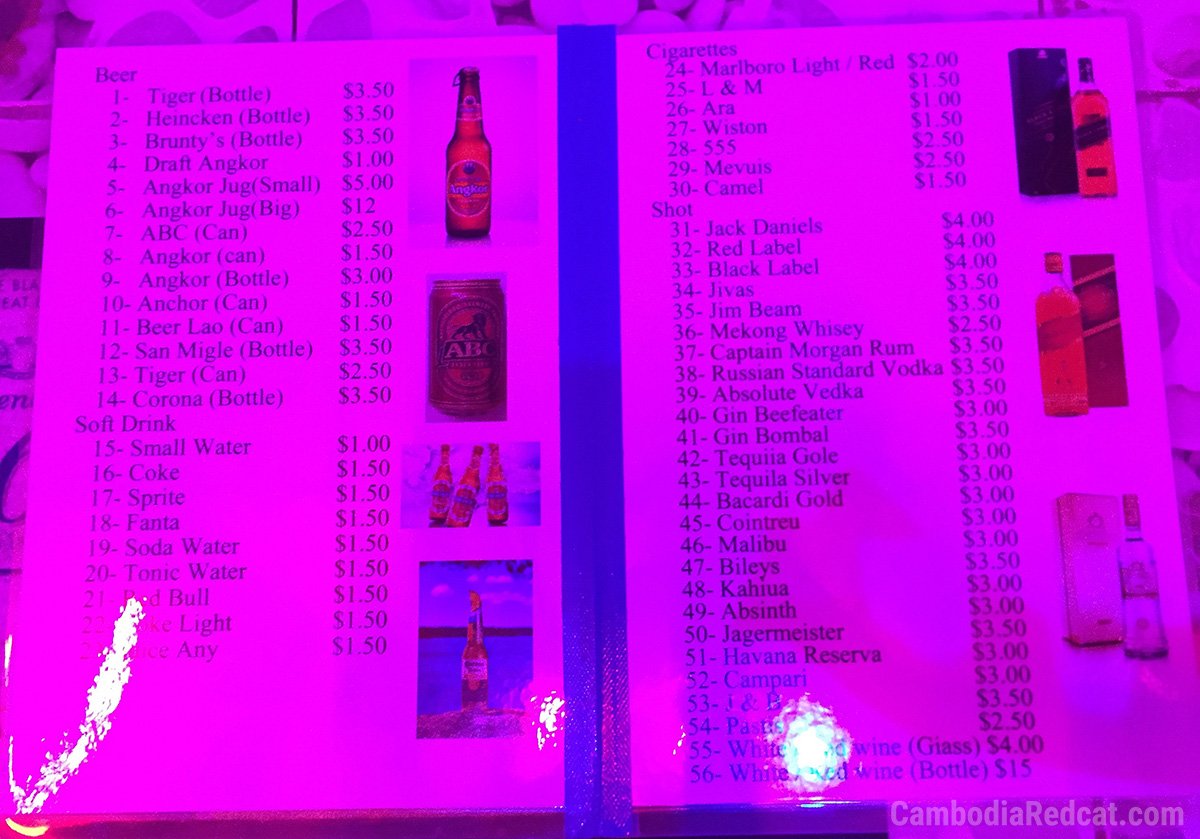 Beer
1- Tiger (Bottle) $3.50
2- Heincken (Bottle) $3.50
3- Brunty's (Bottle) $3.50
4- Draft Angkor $1.00
5- Angkor Jug(Small) $5.00
6- Angkor Jug(Big) $12
7- ABC (Can) $2.50
8- Angkor (can) $1.50
9- Angkor (Bottle) $3.00
10- Anchor (Can) $1.50
11- Beer Lao (Can) $1.50
12- San Migle (Bottle) $3.50
13- Tiger (Can) $2.50
14- Corona (Bottle) $3.50
Soft Drink
15- Small Water $1.00
16- Coke $1.50
17- Sprite $1.50
18- Fanta $1.50
19- Soda Water $1.50
20- Tonic Water $1.50
21- Red Bull $1.50
Light $1.50
Any $1.50
Angkor
ABC
Cigarettes
24- Marlboro Light / Red $2.00
25- L & M $1.50
26- Ara $1.00
27- Wiston $1.50
28- 555 $2.50
29- Mevuis $2.50
30- Camel $1.50
Shot
31- Jack Daniels $4.00
32- Red Label $4.00
33- Black Label $4.00
34- Jivas $3.50
35- Jim Beam $3.50
36- Mekong Whisey $2.50
37- Captain Morgan Rum $3.50
38- Russian Standard Vodka $3.50
39- Absolute Vedka $3.50
40- Gin Beefeater $3.00
41- Gin Bombal $3.50
42- Tequiia Gole $3.00
43- Tequila Silver $3.00
44- Bacardi Gold $3.00
45- Cointreu $3.00
46- Malibu $3.00
47- Bileys $3.50
48- Kahiua $3.00
49- Absinth $3.00
50- Jagermeister $3.50
51- Havana Reserva $3.00
52- Campari $3.00
53- J & B $3.50
54- Pastis $2.50
55- White wine (Giass) $4.00
56- White Red wine (Bottle) $15
CambodiaRedcat.com